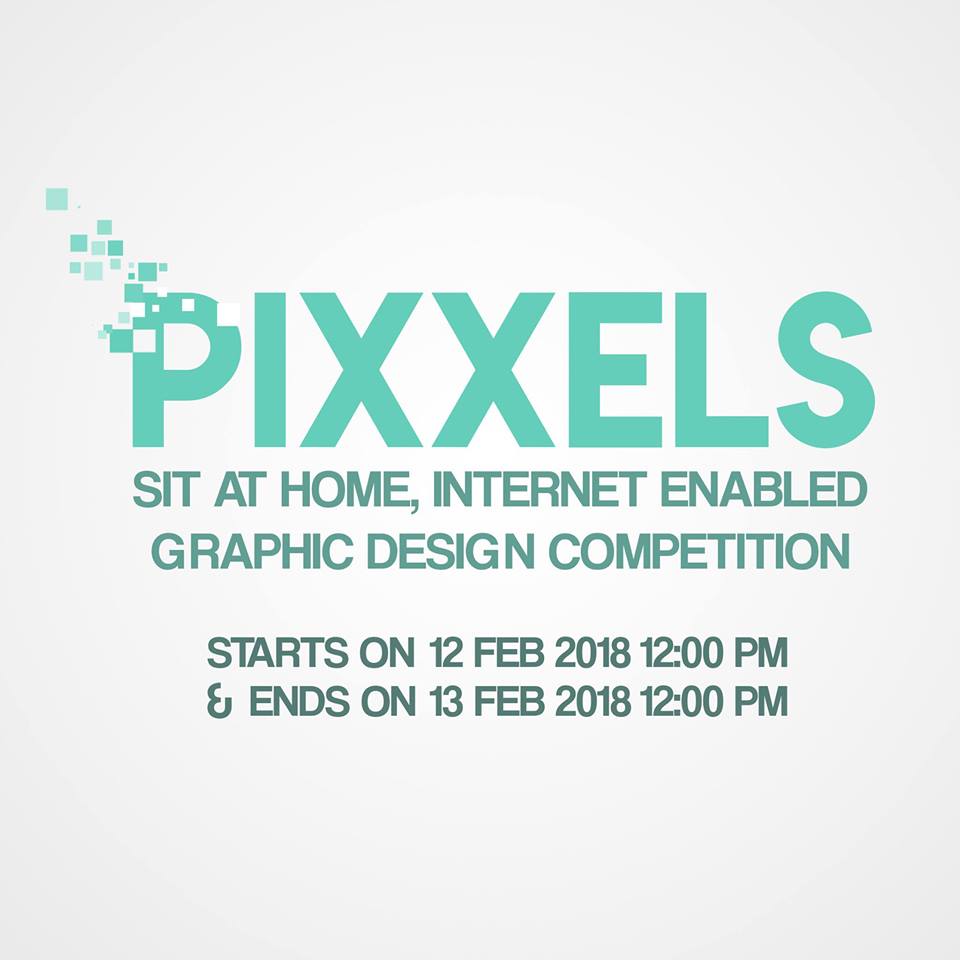 PIXXELS
SIT AT HOME, INTERNET ENABLED
GRAPHIC DESIGN COMPETITION
STARTS ON 12 FEB 2018 12:00 PM
& ENDS ON 13 FEB 2018 12:00 PM